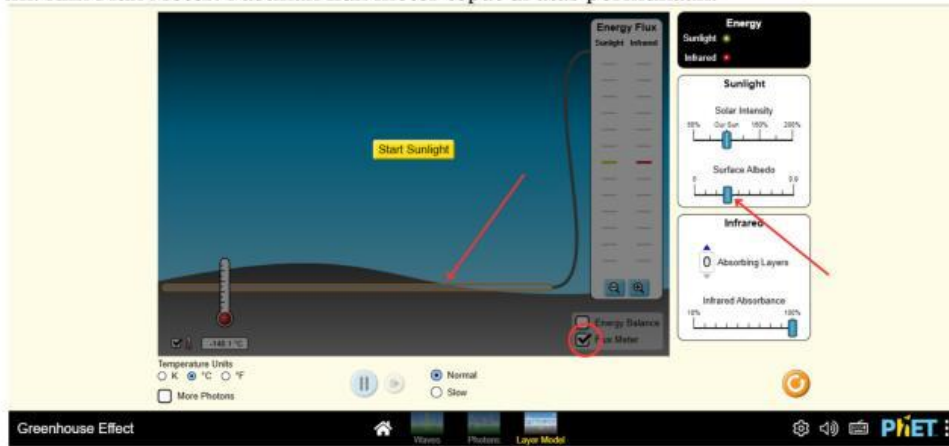 Energy Flux
Sunlight Infrared
Start Sunlight
Energy Balance
Flux Meter
Energy
Sunlight
Infrared
Sunlight
Solar Intensity
50% Our Sun 150% 200%
Surface Albedo
0 0.9
Infrared
0 Absorbing Layers
Infrared Absorbance
10% 100%
Temperature Units
K °C °F
More Photons
Normal
Slow
Greenhouse Effect
Waves Photons Layer Model
PhET